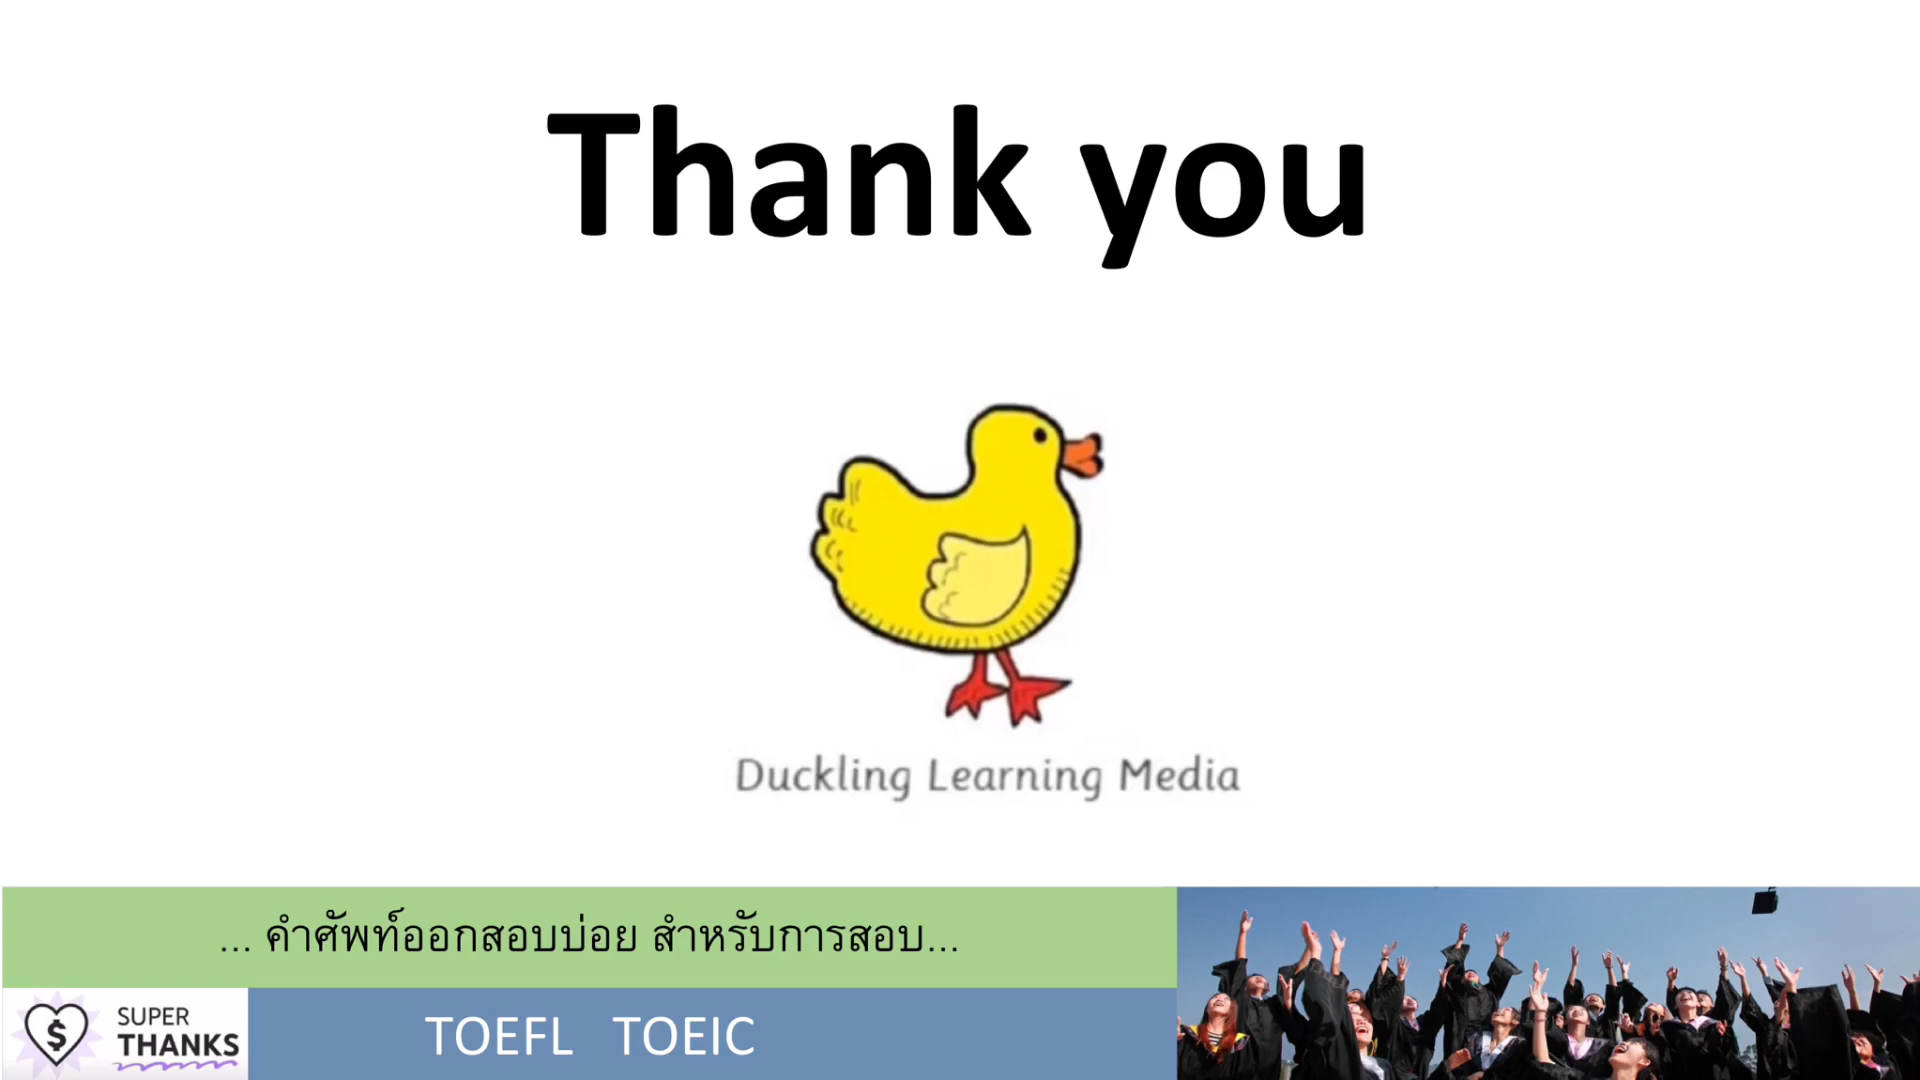 Thank you
Duckling Learning Media
... คำศัพท์ออกสอบบ่อย สำหรับการสอบ...
SUPER
THANKS
TOEFL TOEIC